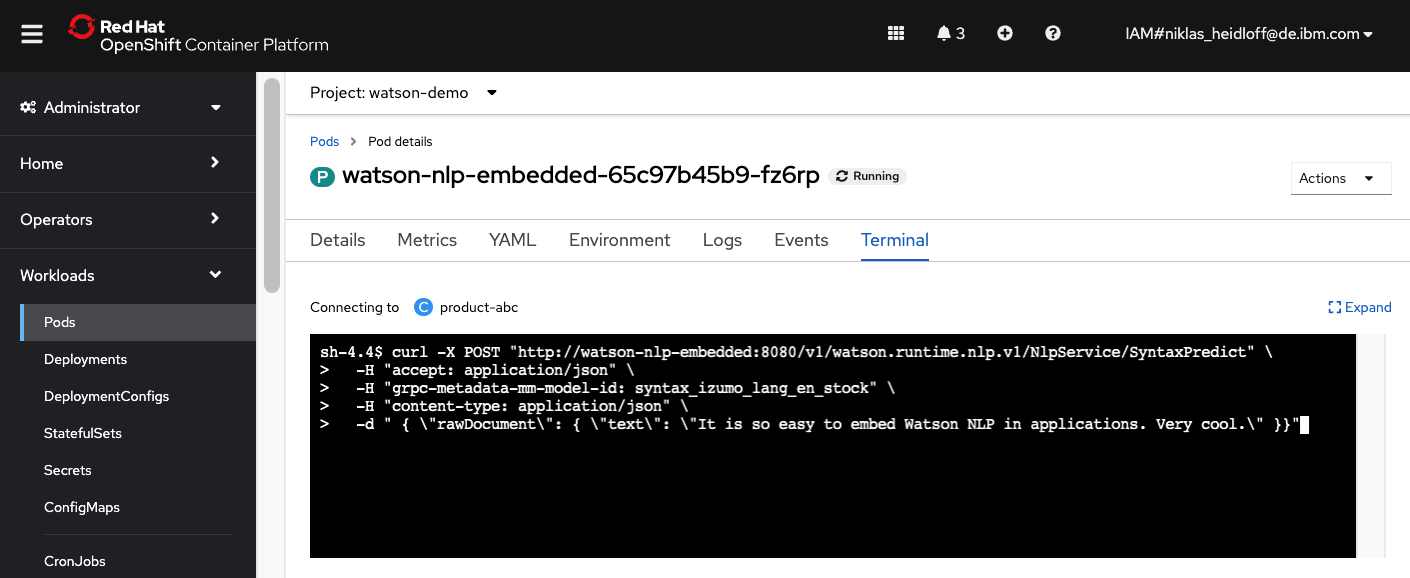 Red Hat
OpenShift Container Platform
3
IAM#niklas_heidloff@de.ibm.com
Administrator
Home
Operators
Workloads
Pods
Deployments
DeploymentConfigs
StatefulSets
Secrets
ConfigMaps
CronJobs
Project: watson-demo
Pods > Pod details
P watson-nlp-embedded-65c97b45b9-fz6rp Running
Actions
Details Metrics YAML Environment Logs Events Terminal
Connecting to C product-abc
Expand
sh-4.4$ curl -X POST "http://watson-nlp-embedded:8080/v1/watson.runtime.nlp.v1/NlpService/SyntaxPredict" \
>   -H "accept: application/json" \
>   -H "grpc-metadata-mm-model-id: syntax_izumo_lang_en_stock" \
>   -H "content-type: application/json" \
>   -d " { \"rawDocument\": { \"text\": \"It is so easy to embed Watson NLP in applications. Very cool.\" }}"